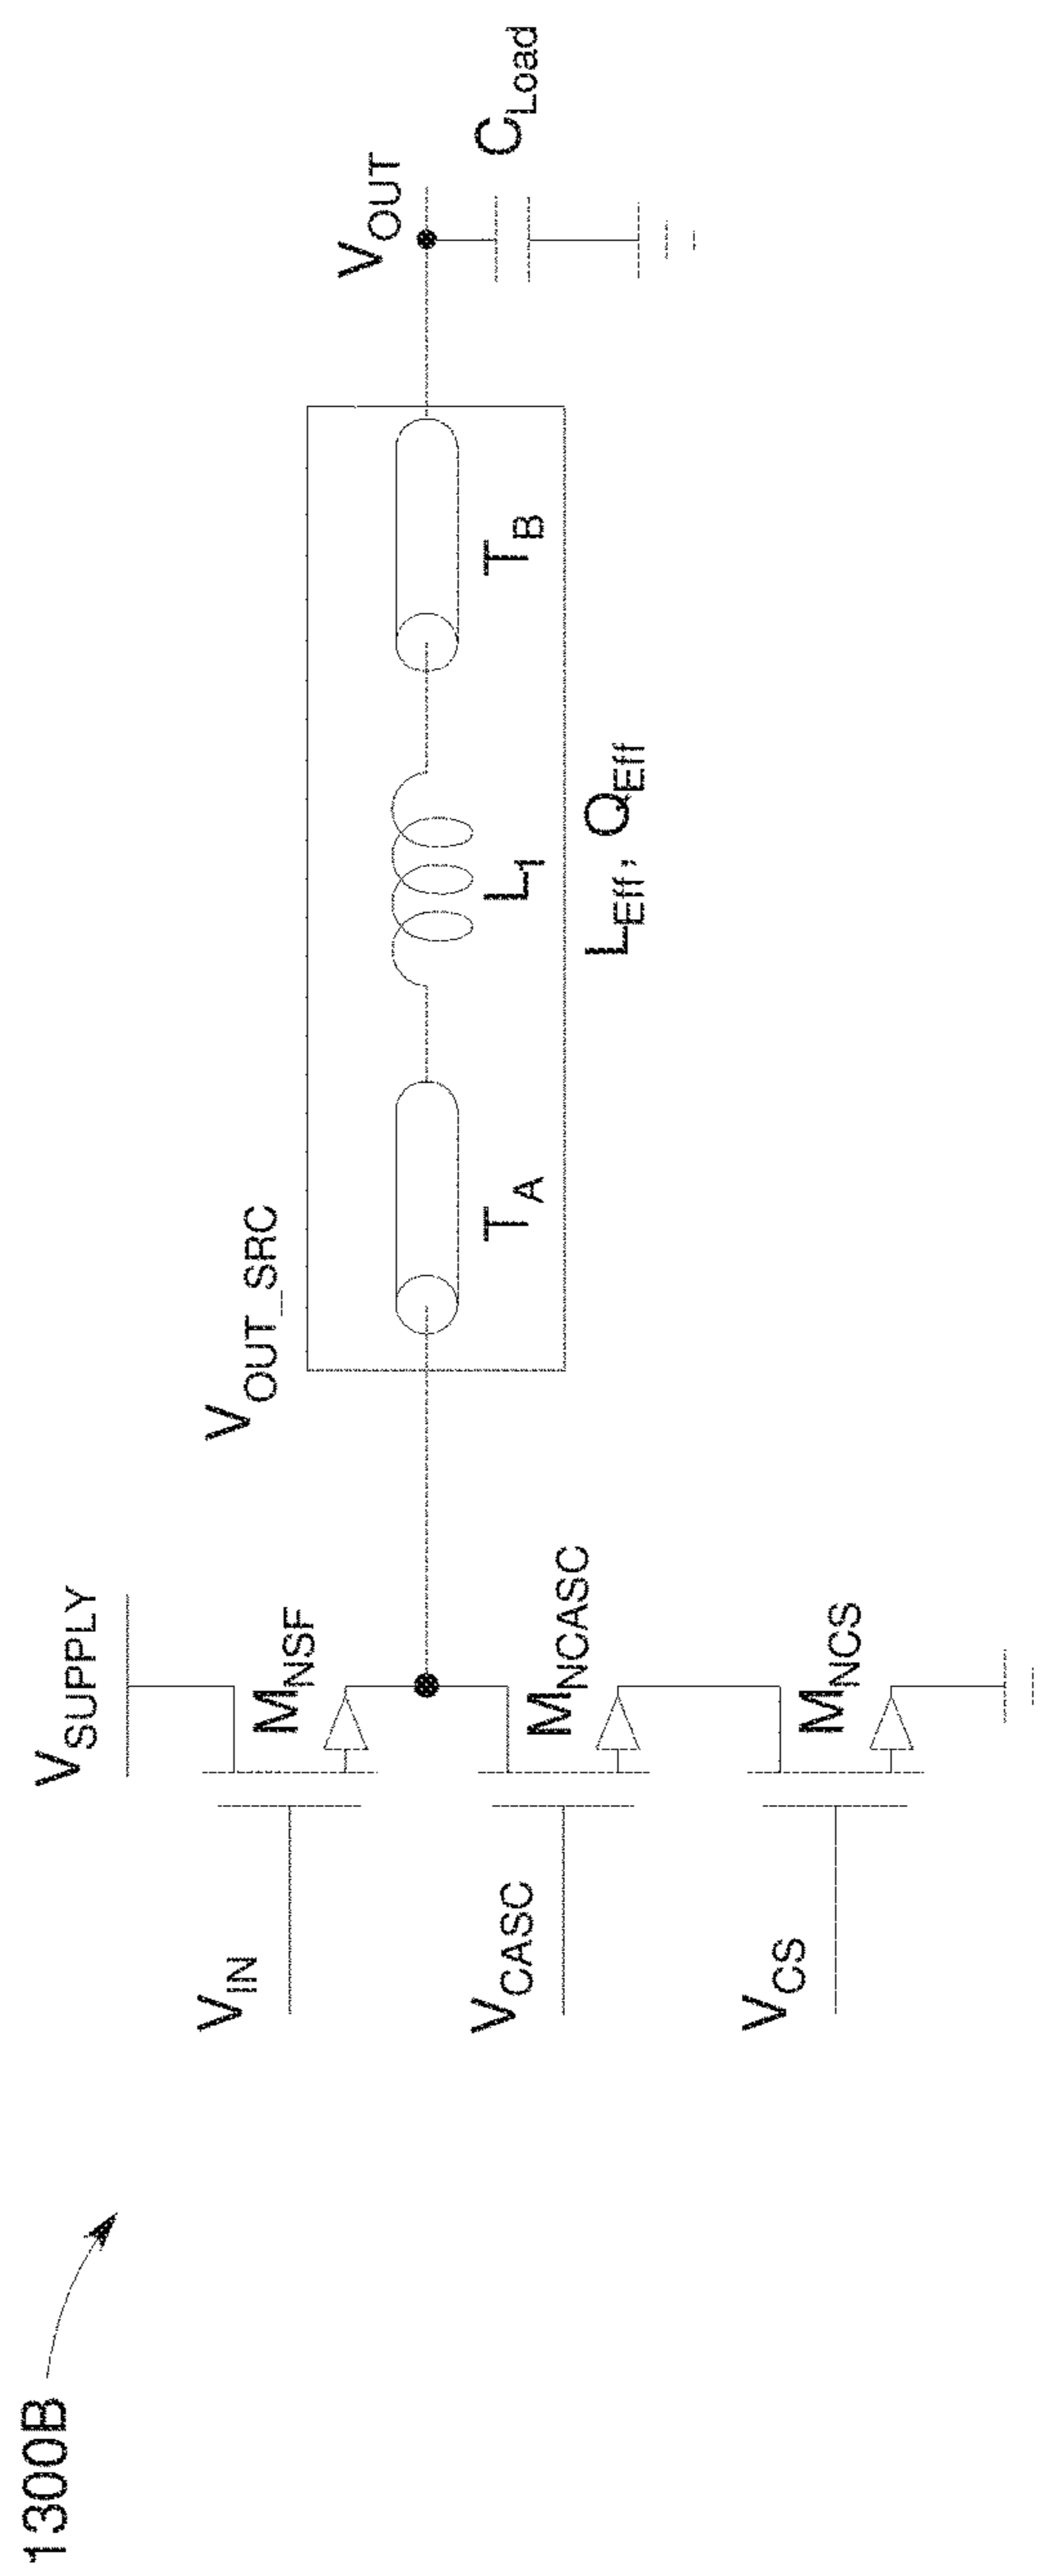 1300B
V_SUPPLY
V_IN
M_NSF
V_OUT_SRC
V_OUT
T_A
L_1
T_B
C_Load
V_CASC
M_NCASC
L_Eff, Q_Eff
V_CS
M_NCS